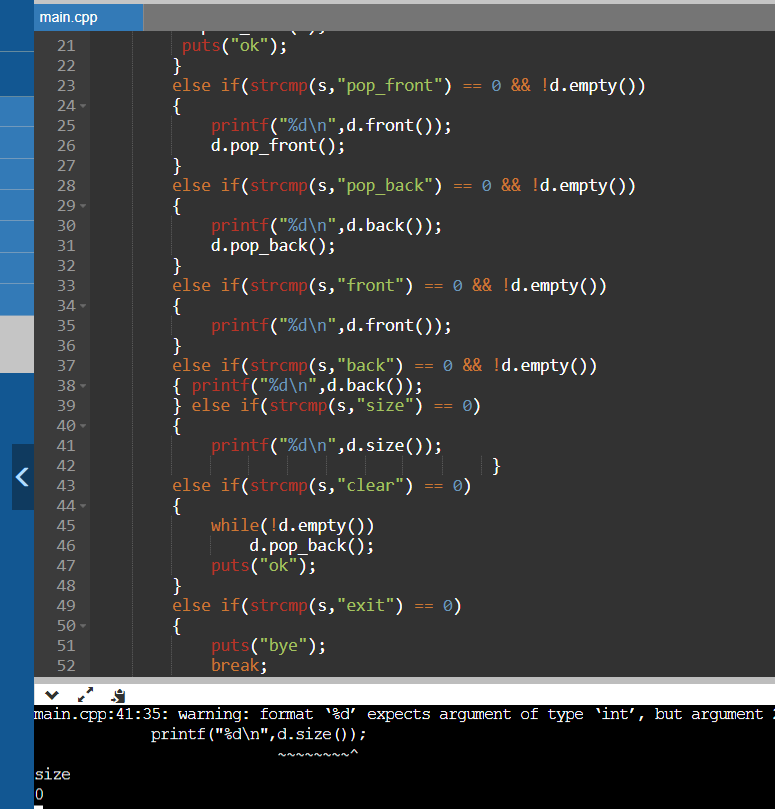 main.cpp
21 puts("ok");
22 }
23 else if(strcmp(s,"pop_front") == 0 && !d.empty())
24 {
25 printf("%d\n",d.front());
26 d.pop_front();
27 }
28 else if(strcmp(s,"pop_back") == 0 && !d.empty())
29 {
30 printf("%d\n",d.back());
31 d.pop_back();
32 }
33 else if(strcmp(s,"front") == 0 && !d.empty())
34 {
35 printf("%d\n",d.front());
36 }
37 else if(strcmp(s,"back") == 0 && !d.empty())
38 { printf("%d\n",d.back());
39 } else if(strcmp(s,"size") == 0)
40 {
41 printf("%d\n",d.size());
42 }
43 else if(strcmp(s,"clear") == 0)
44 {
45 while(!d.empty())
46 d.pop_back();
47 puts("ok");
48 }
49 else if(strcmp(s,"exit") == 0)
50 {
51 puts("bye");
52 break;
main.cpp:41:35: warning: format ‘%d’ expects argument of type ‘int’, but argument
printf("%d\n",d.size());
~~~~~~~~^
size
0